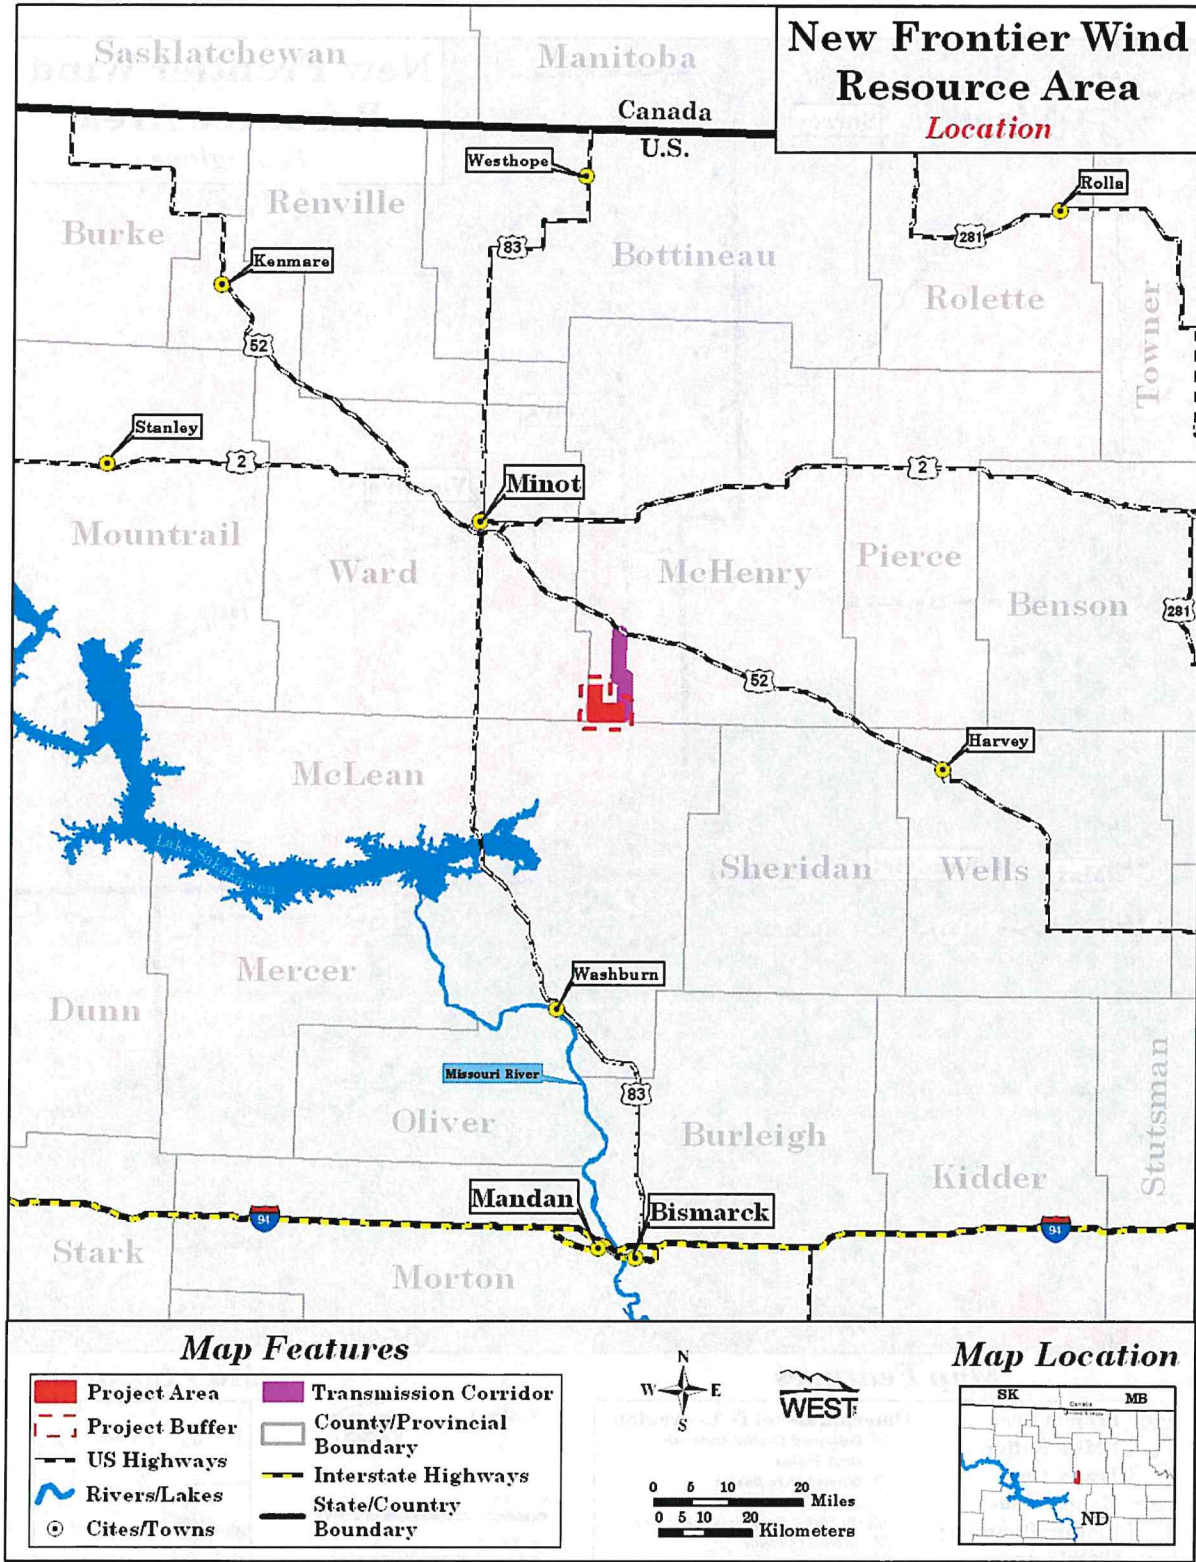 New Frontier Wind
Resource Area
Location
Sasklatchewan
Manitoba
Canada
U.S.
Westhope
Rolla
Renville
Burke
83
281
Bottineau
Kenmare
Rolette
Towner
52
Stanley
2
2
Minot
Mountrail
Ward
McHenry
Pierce
Benson
281
52
Harvey
McLean
Lake Sakakawea
Sheridan
Wells
Mercer
Washburn
Dunn
Missouri River
83
Oliver
Burleigh
Stutsman
Kidder
Mandan
Bismarck
94
94
Stark
Morton
Map Features
Project Area
Project Buffer
US Highways
Rivers/Lakes
Cites/Towns
Transmission Corridor
County/Provincial
Boundary
Interstate Highways
State/Country
Boundary
N
W E
S
WEST
0 5 10 20
Miles
0 5 10 20
Kilometers
Map Location
SK
MB
Canada
ND